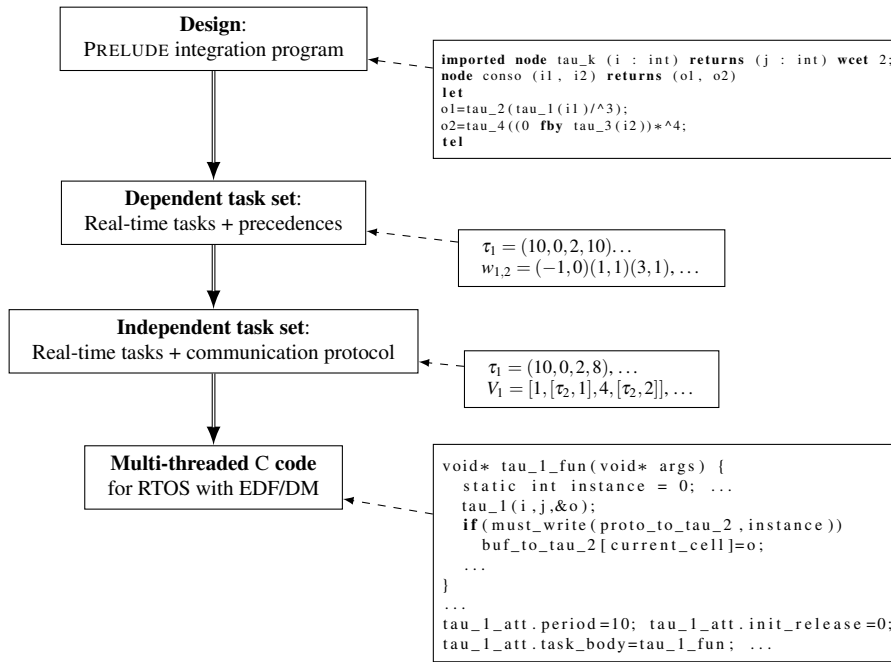 Design:
PRELUDE integration program
imported node tau_k (i : int) returns (j : int) wcet 2;
node conso (i1, i2) returns (o1, o2)
let
o1=tau_2(tau_1(i1)/^3);
o2=tau_4((0 fby tau_3(i2))*^4;
tel
Dependent task set:
Real-time tasks + precedences
τ1 = (10,0,2,10)...
w1,2 = (−1,0)(1,1)(3,1),...
Independent task set:
Real-time tasks + communication protocol
τ1 = (10,0,2,8),...
V1 = [1,[τ2,1],4,[τ2,2]],...
Multi-threaded C code
for RTOS with EDF/DM
void* tau_1_fun(void* args) {
static int instance = 0; ...
tau_1(i,j,&o);
if(must_write(proto_to_tau_2,instance))
buf_to_tau_2[current_cell]=o;
...
}
...
tau_1_att.period=10; tau_1_att.init_release=0;
tau_1_att.task_body=tau_1_fun; ...